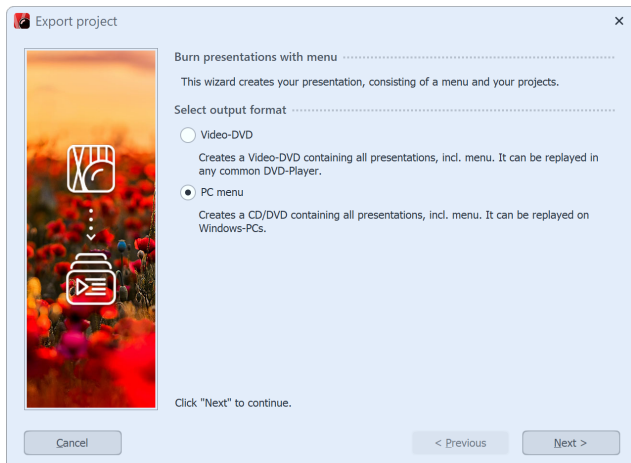 Export project
Burn presentations with menu
This wizard creates your presentation, consisting of a menu and your projects.
Select output format
Video-DVD
Creates a Video-DVD containing all presentations, incl. menu. It can be replayed in
any common DVD-Player.
PC menu
Creates a CD/DVD containing all presentations, incl. menu. It can be replayed on
Windows-PCs.
Click "Next" to continue.
Cancel
< Previous
Next >